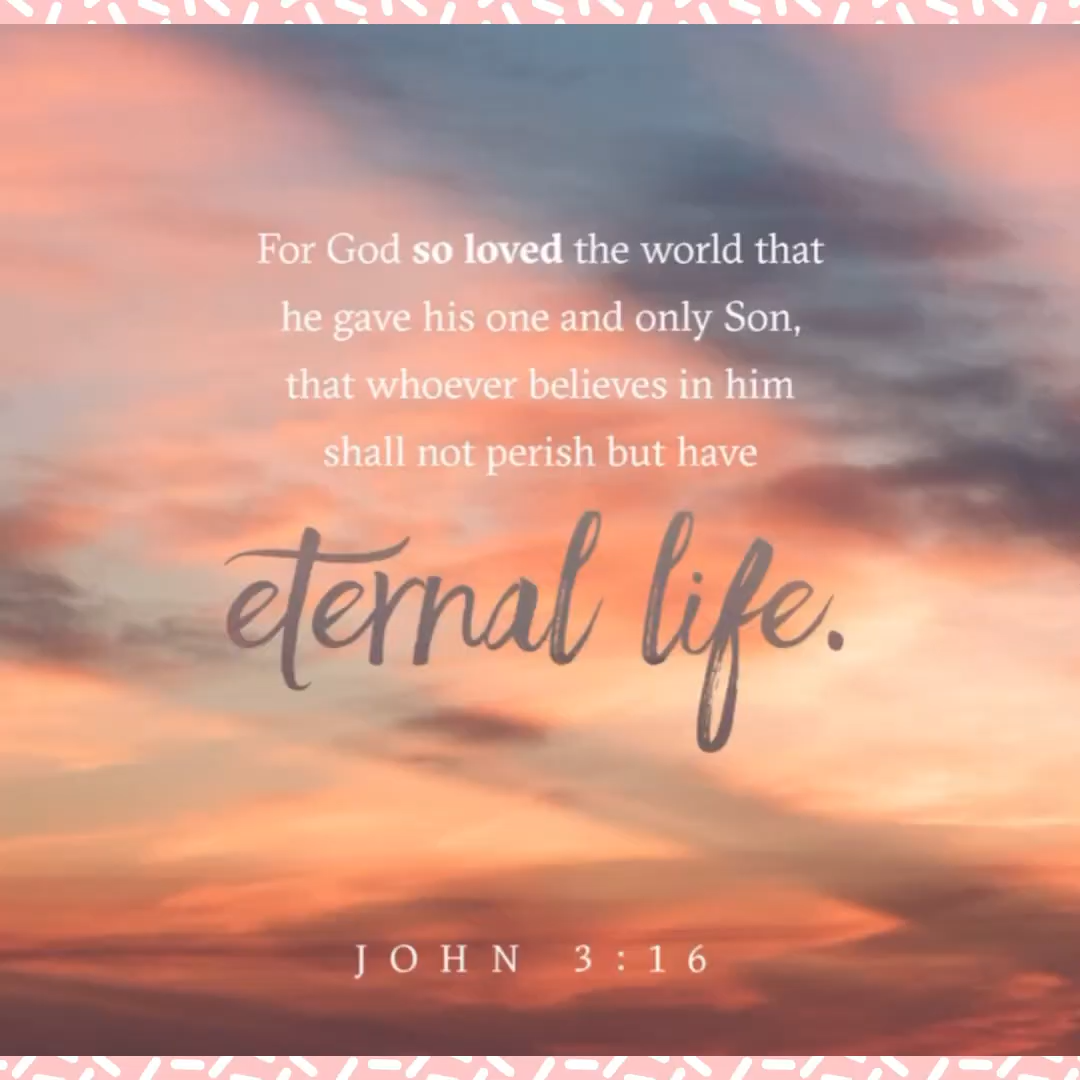 For God so loved the world that
he gave his one and only Son,
that whoever believes in him
shall not perish but have
eternal life.
JOHN 3:16